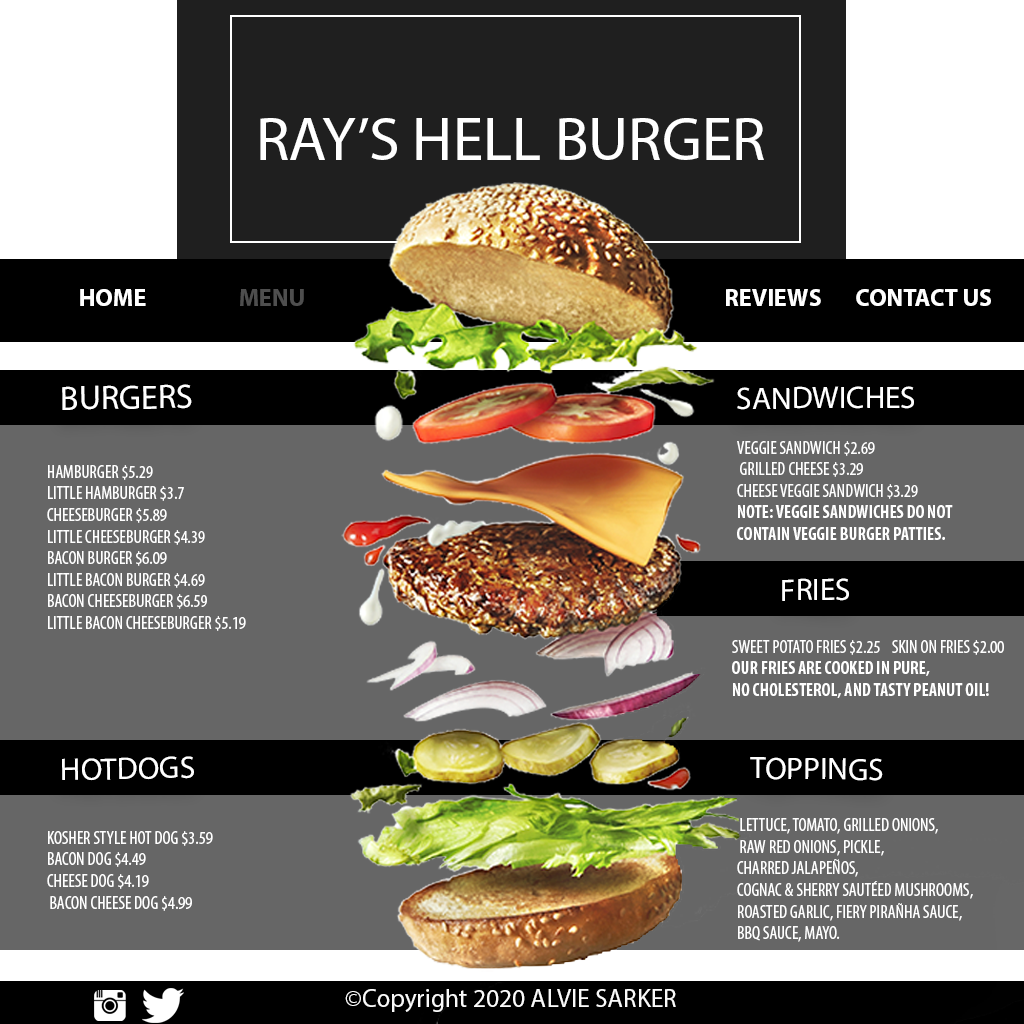 RAY'S HELL BURGER
HOME
MENU
REVIEWS
CONTACT US
BURGERS
HAMBURGER $5.29
LITTLE HAMBURGER $3.7
CHEESEBURGER $5.89
LITTLE CHEESEBURGER $4.39
BACON BURGER $6.09
LITTLE BACON BURGER $4.69
BACON CHEESEBURGER $6.59
LITTLE BACON CHEESEBURGER $5.19
SANDWICHES
VEGGIE SANDWICH $2.69
GRILLED CHEESE $3.29
CHEESE VEGGIE SANDWICH $3.29
NOTE: VEGGIE SANDWICHES DO NOT
CONTAIN VEGGIE BURGER PATTIES.
FRIES
SWEET POTATO FRIES $2.25 SKIN ON FRIES $2.00
OUR FRIES ARE COOKED IN PURE,
NO CHOLESTEROL, AND TASTY PEANUT OIL!
HOTDOGS
KOSHER STYLE HOT DOG $3.59
BACON DOG $4.49
CHEESE DOG $4.19
BACON CHEESE DOG $4.99
TOPPINGS
LETTUCE, TOMATO, GRILLED ONIONS,
RAW RED ONIONS, PICKLE,
CHARRED JALAPEÑOS,
COGNAC & SHERRY SAUTÉED MUSHROOMS,
ROASTED GARLIC, FIERY PIRAÑHA SAUCE,
BBQ SAUCE, MAYO.
©Copyright 2020 ALVIE SARKER